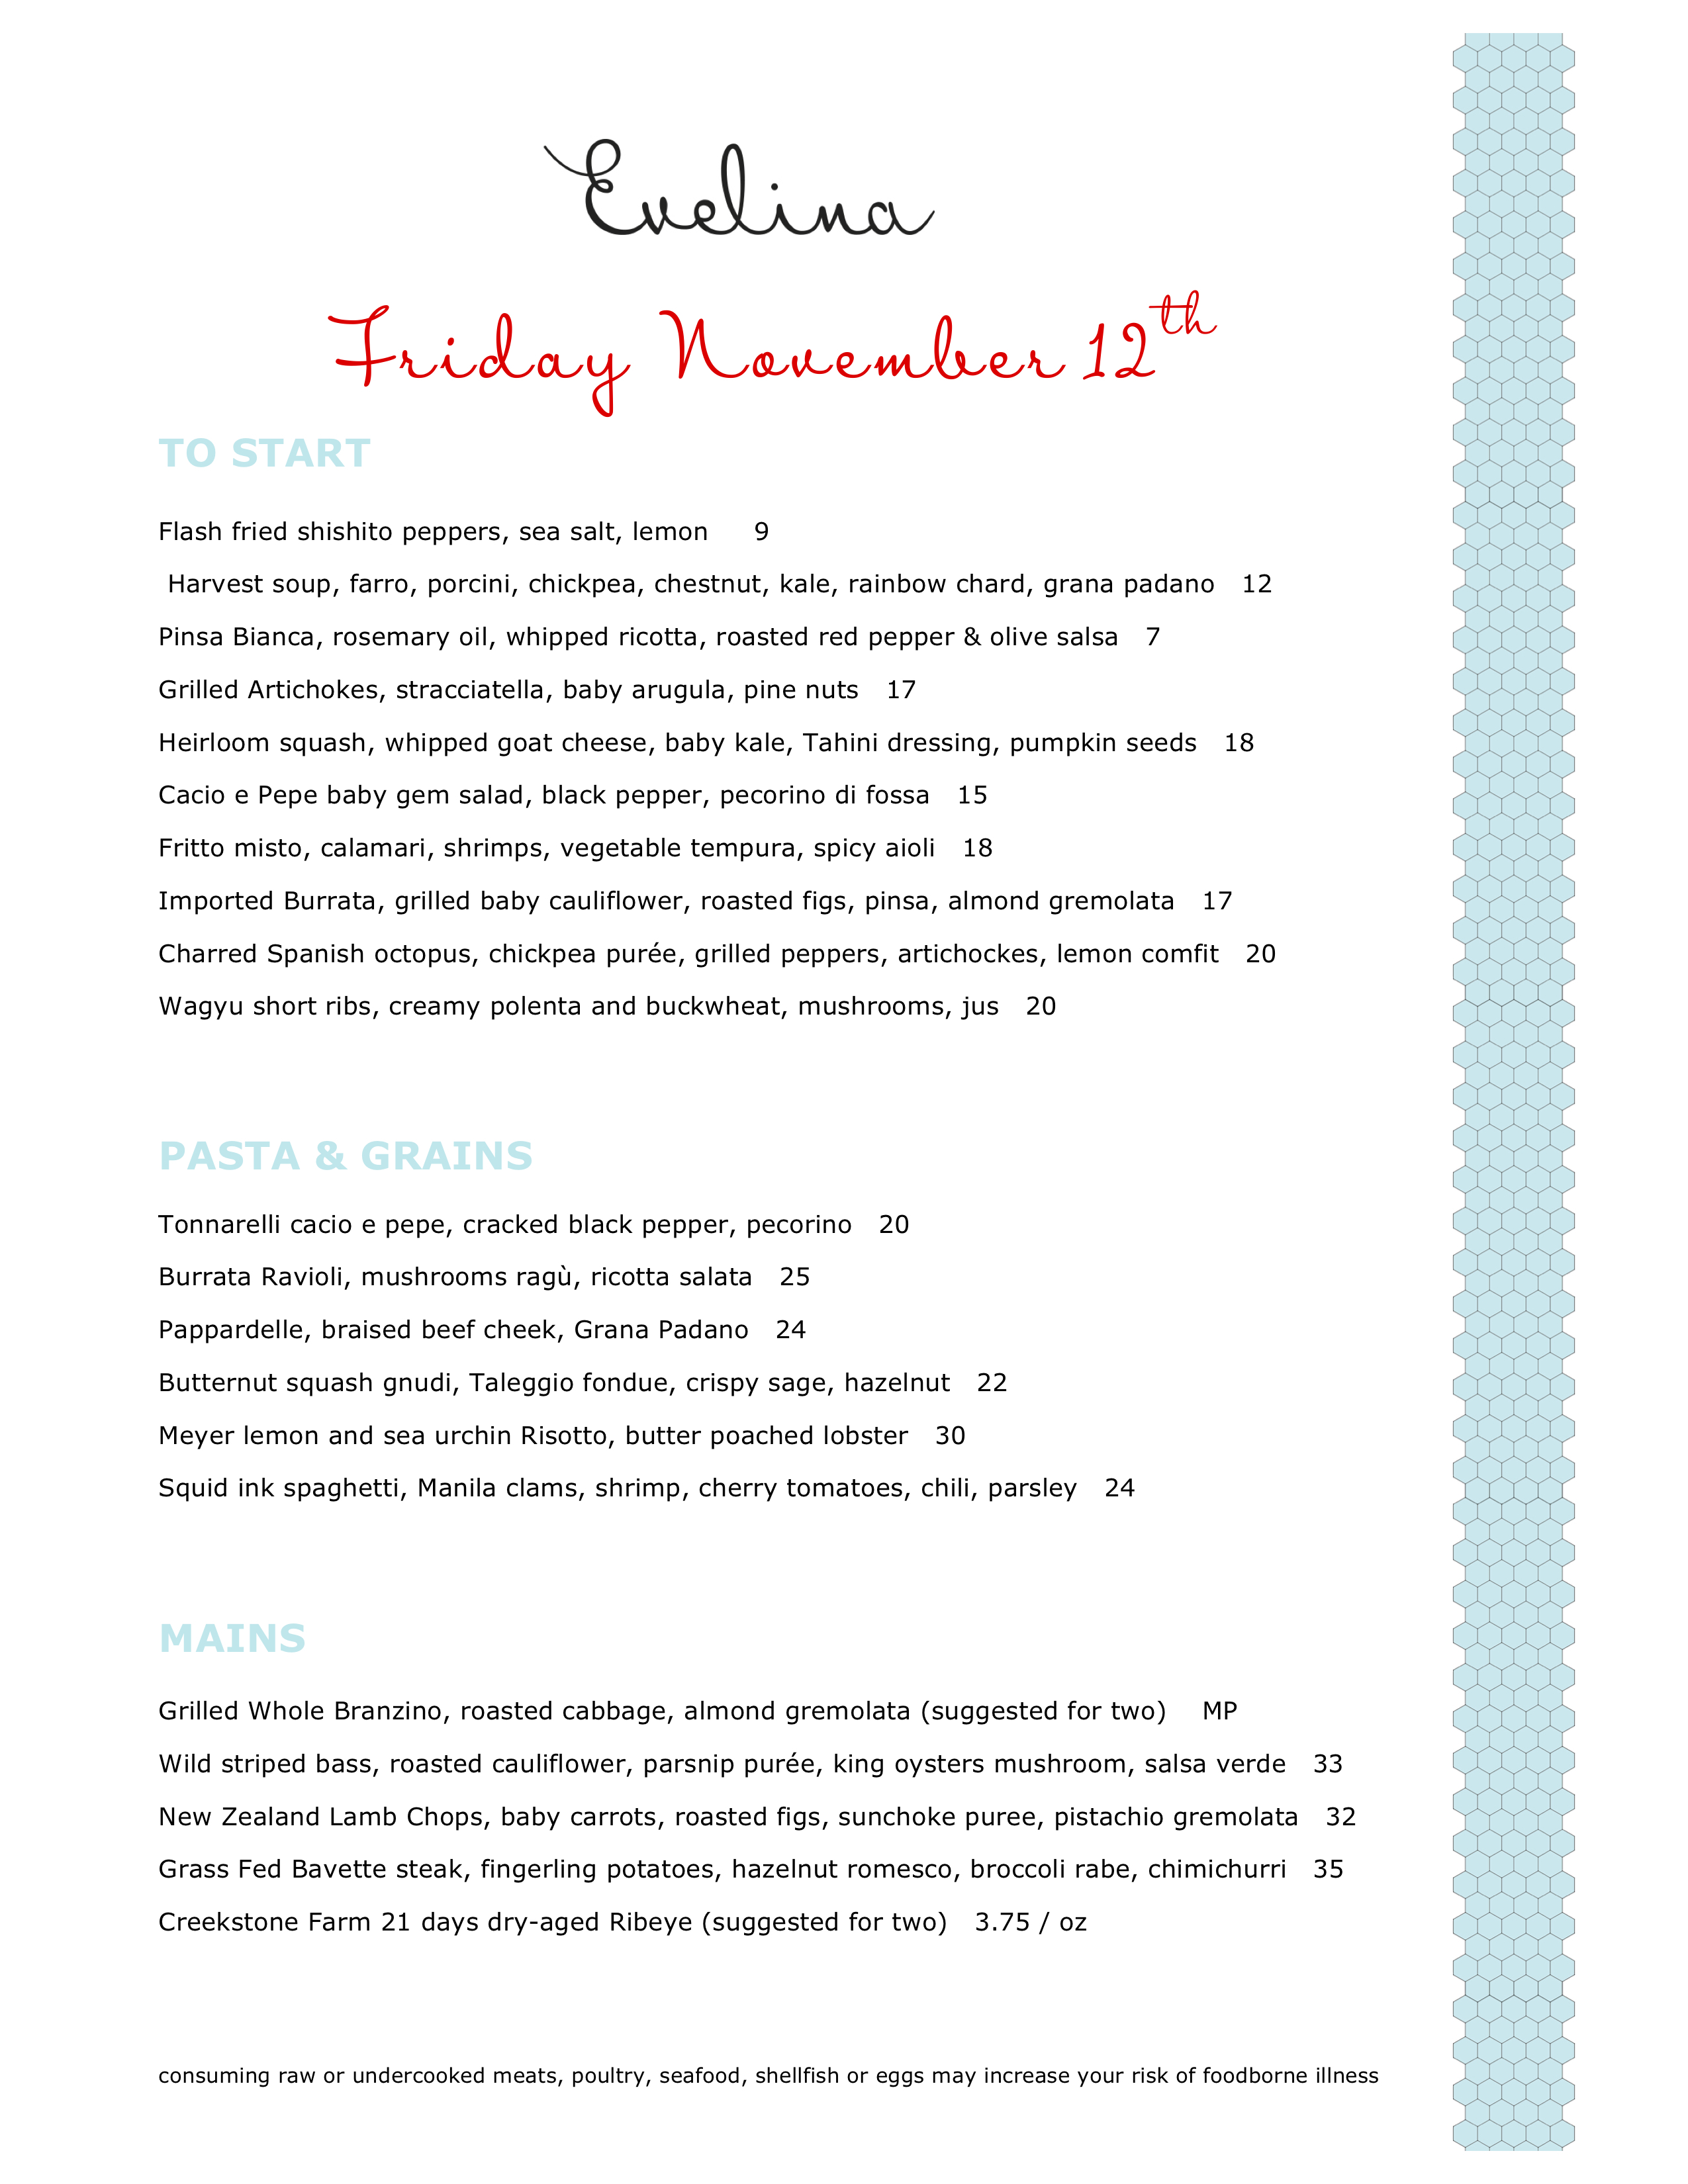 Evelina
Friday November 12th
TO START
Flash fried shishito peppers, sea salt, lemon 9
Harvest soup, farro, porcini, chickpea, chestnut, kale, rainbow chard, grana padano 12
Pinsa Bianca, rosemary oil, whipped ricotta, roasted red pepper & olive salsa 7
Grilled Artichokes, stracciatella, baby arugula, pine nuts 17
Heirloom squash, whipped goat cheese, baby kale, Tahini dressing, pumpkin seeds 18
Cacio e Pepe baby gem salad, black pepper, pecorino di fossa 15
Fritto misto, calamari, shrimps, vegetable tempura, spicy aioli 18
Imported Burrata, grilled baby cauliflower, roasted figs, pinsa, almond gremolata 17
Charred Spanish octopus, chickpea purée, grilled peppers, artichockes, lemon comfit 20
Wagyu short ribs, creamy polenta and buckwheat, mushrooms, jus 20
PASTA & GRAINS
Tonnarelli cacio e pepe, cracked black pepper, pecorino 20
Burrata Ravioli, mushrooms ragù, ricotta salata 25
Pappardelle, braised beef cheek, Grana Padano 24
Butternut squash gnudi, Taleggio fondue, crispy sage, hazelnut 22
Meyer lemon and sea urchin Risotto, butter poached lobster 30
Squid ink spaghetti, Manila clams, shrimp, cherry tomatoes, chili, parsley 24
MAINS
Grilled Whole Branzino, roasted cabbage, almond gremolata (suggested for two) MP
Wild striped bass, roasted cauliflower, parsnip purée, king oysters mushroom, salsa verde 33
New Zealand Lamb Chops, baby carrots, roasted figs, sunchoke puree, pistachio gremolata 32
Grass Fed Bavette steak, fingerling potatoes, hazelnut romesco, broccoli rabe, chimichurri 35
Creekstone Farm 21 days dry-aged Ribeye (suggested for two) 3.75 / oz
consuming raw or undercooked meats, poultry, seafood, shellfish or eggs may increase your risk of foodborne illness